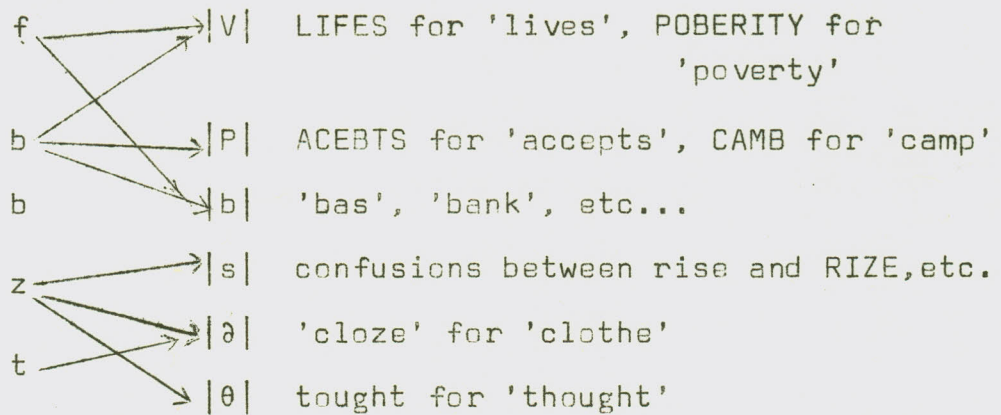 f |V| LIFES for 'lives', POBERITY for
'poverty'
b |P| ACEBTS for 'accepts', CAMB for 'camp'
b |b| 'bas', 'bank', etc...
|s| confusions between rise and RIZE,etc.
z
|∂| 'cloze' for 'clothe'
t
|θ| tought for 'thought'